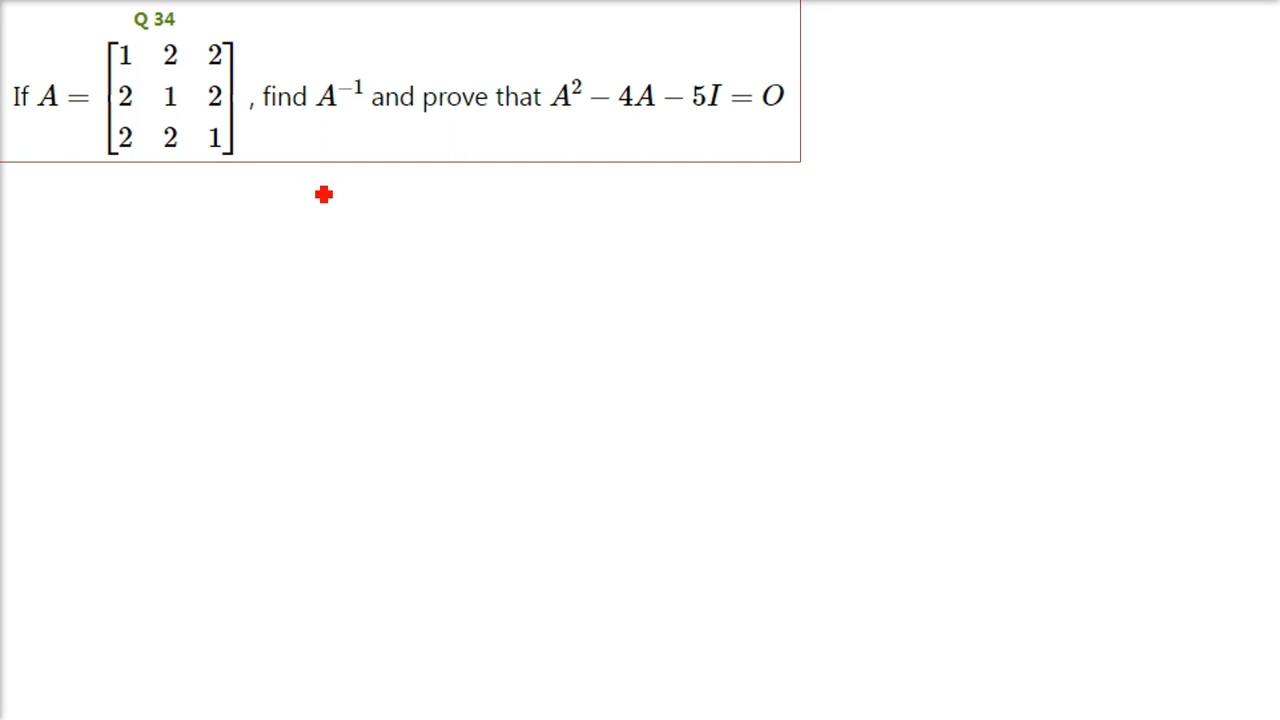 Q 34
If A = [1 2 2
2 1 2
2 2 1] , find A⁻¹ and prove that A² − 4A − 5I = O